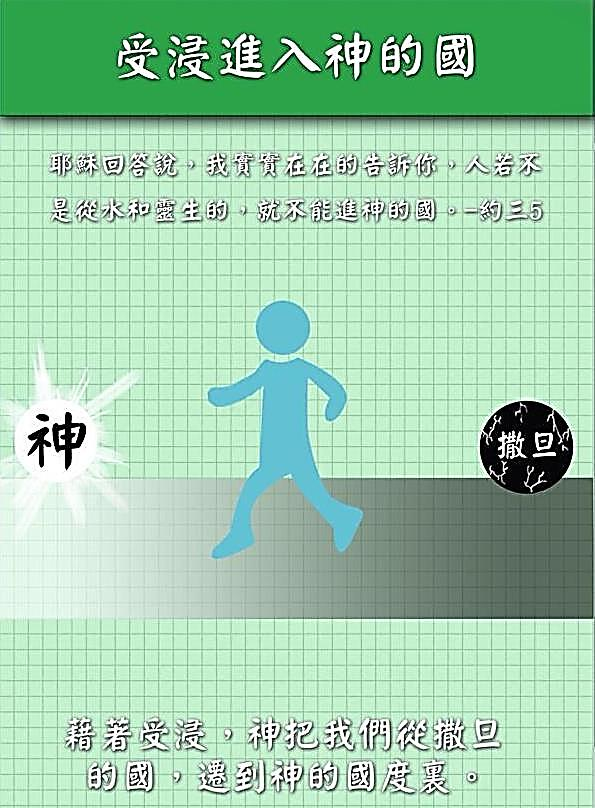 受浸進入神的國
耶穌回答說，我實實在在的告訴你，人若不
是從水和靈生的，就不能進神的國。-約三5
神
撒旦
藉著受浸，神把我們從撒旦
的國，遷到神的國度裏。